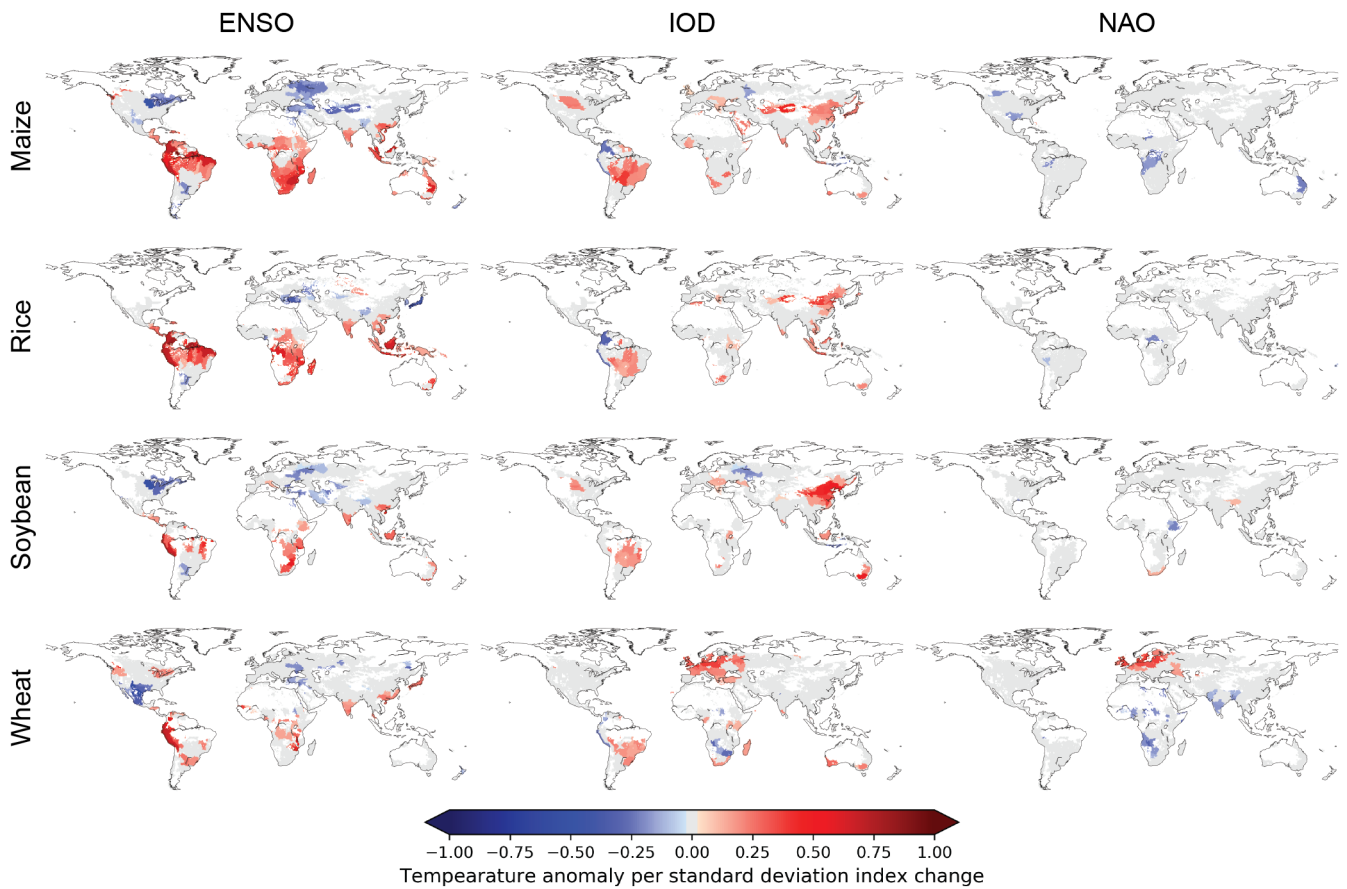 ENSO IOD NAO
Maize
Rice
Soybean
Wheat
−1.00 −0.75 −0.50 −0.25 0.00 0.25 0.50 0.75 1.00
Tempearature anomaly per standard deviation index change